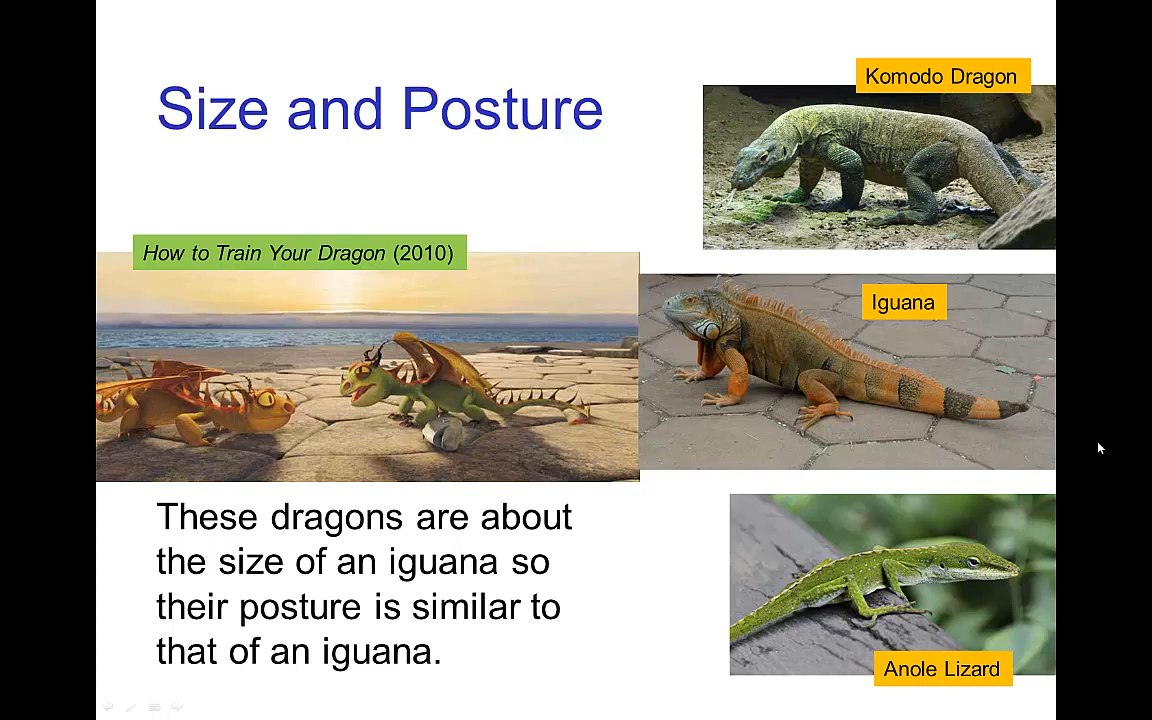 Size and Posture
Komodo Dragon
How to Train Your Dragon (2010)
Iguana
These dragons are about
the size of an iguana so
their posture is similar to
that of an iguana.
Anole Lizard